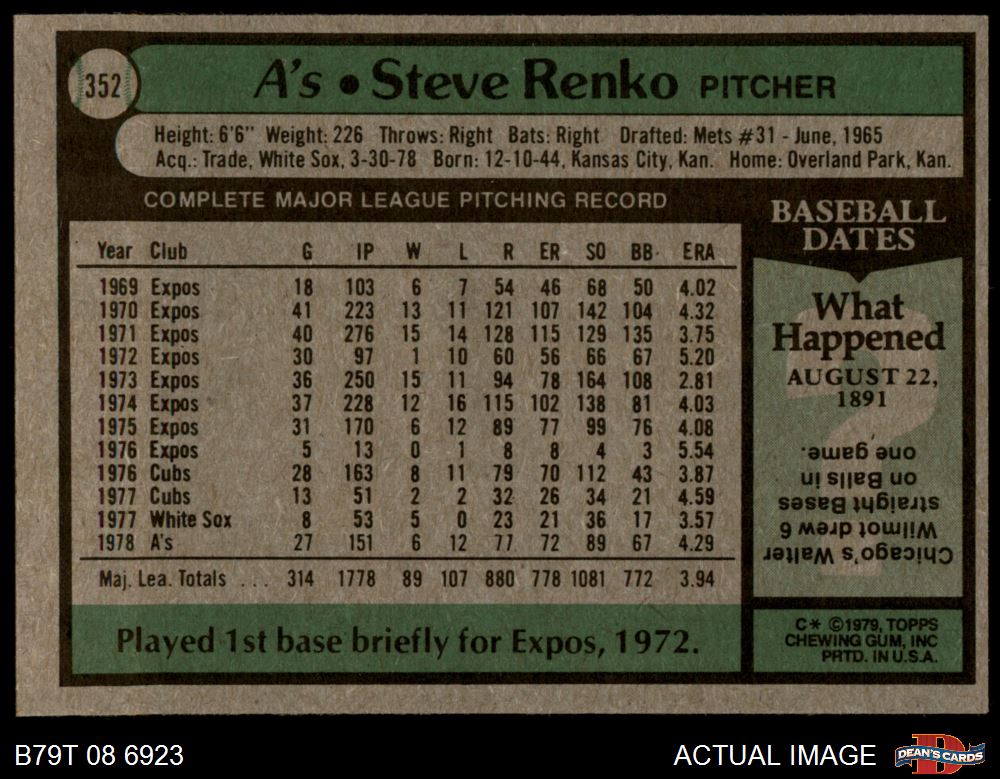 352
A's • Steve Renko PITCHER
Height: 6'6" Weight: 226 Throws: Right Bats: Right Drafted: Mets #31 - June, 1965
Acq.: Trade, White Sox, 3-30-78 Born: 12-10-44, Kansas City, Kan. Home: Overland Park, Kan.
COMPLETE MAJOR LEAGUE PITCHING RECORD
Year Club G IP W L R ER SO BB ERA
1969 Expos 18 103 6 7 54 46 68 50 4.02
1970 Expos 41 223 13 11 121 107 142 104 4.32
1971 Expos 40 276 15 14 128 115 129 135 3.75
1972 Expos 30 97 1 10 60 56 66 67 5.20
1973 Expos 36 250 15 11 94 78 164 108 2.81
1974 Expos 37 228 12 16 115 102 138 81 4.03
1975 Expos 31 170 6 12 89 77 99 76 4.08
1976 Expos 5 13 0 1 8 8 4 3 5.54
1976 Cubs 28 163 8 11 79 70 112 43 3.87
1977 Cubs 13 51 2 2 32 26 34 21 4.59
1977 White Sox 8 53 5 0 23 21 36 17 3.57
1978 A's 27 151 6 12 77 72 89 67 4.29
Maj. Lea. Totals ... 314 1778 89 107 880 778 1081 772 3.94
Played 1st base briefly for Expos, 1972.
BASEBALL
DATES
What
Happened
AUGUST 22,
1891
Chicago's Walter
Wilmot drew 6
straight Bases
on Balls in
one game.
C* ©1979, TOPPS
CHEWING GUM, INC
PRTD. IN U.S.A.
B79T 08 6923
ACTUAL IMAGE
DEAN'S CARDS